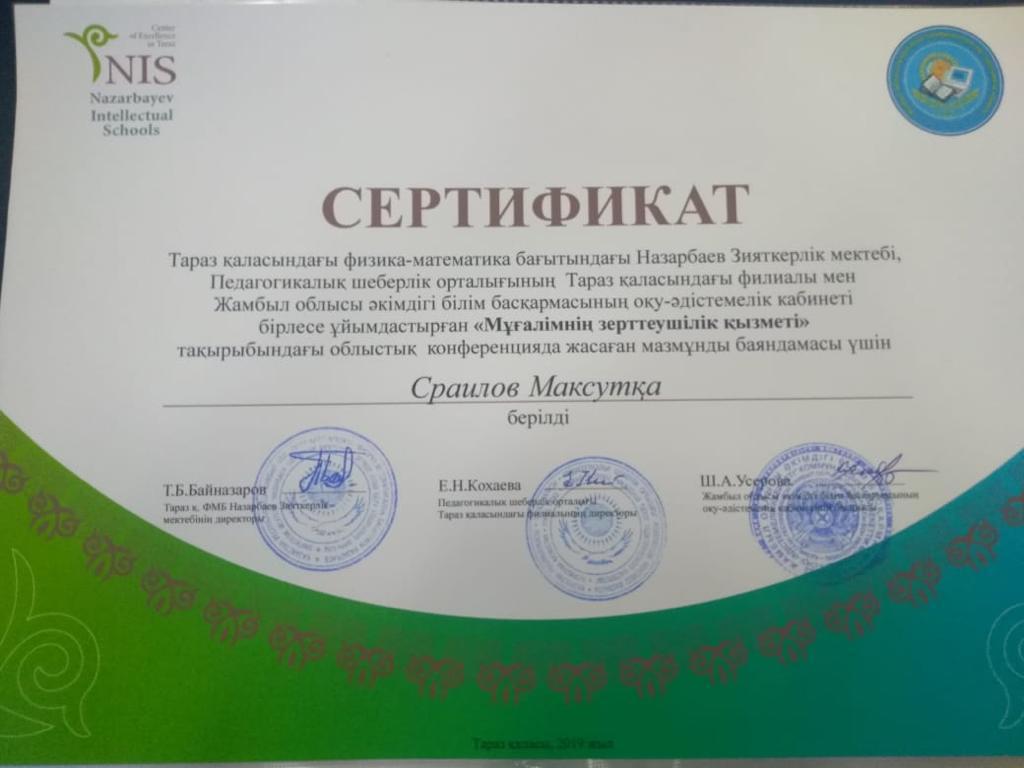 Center
of Excellence
in Taraz
NIS
Nazarbayev
Intellectual
Schools
СЕРТИФИКАТ
Тараз қаласындағы физика-математика бағытындағы Назарбаев Зияткерлік мектебі,
Педагогикалық шеберлік орталығының Тараз қаласындағы филиалы мен
Жамбыл облысы әкімдігі білім басқармасының оқу-әдістемелік кабинеті
бірлесе ұйымдастырған «Мұғалімнің зерттеушілік қызметі»
тақырыбындағы облыстық конференцияда жасаған мазмұнды баяндамасы үшін
Сраилов Максутқа
берілді
Т.Б.Байназаров
Тараз қ. ФМБ Назарбаев Зияткерлік
мектебінің директоры
Е.Н.Кохаева
Педагогикалық шеберлік орталығы
Тараз қаласындағы филиалының директоры
Ш.А.Усерова
Жамбыл облысы әкімдігі білім басқармасының
оқу-әдістемелік
Тараз қаласы, 2019 жыл